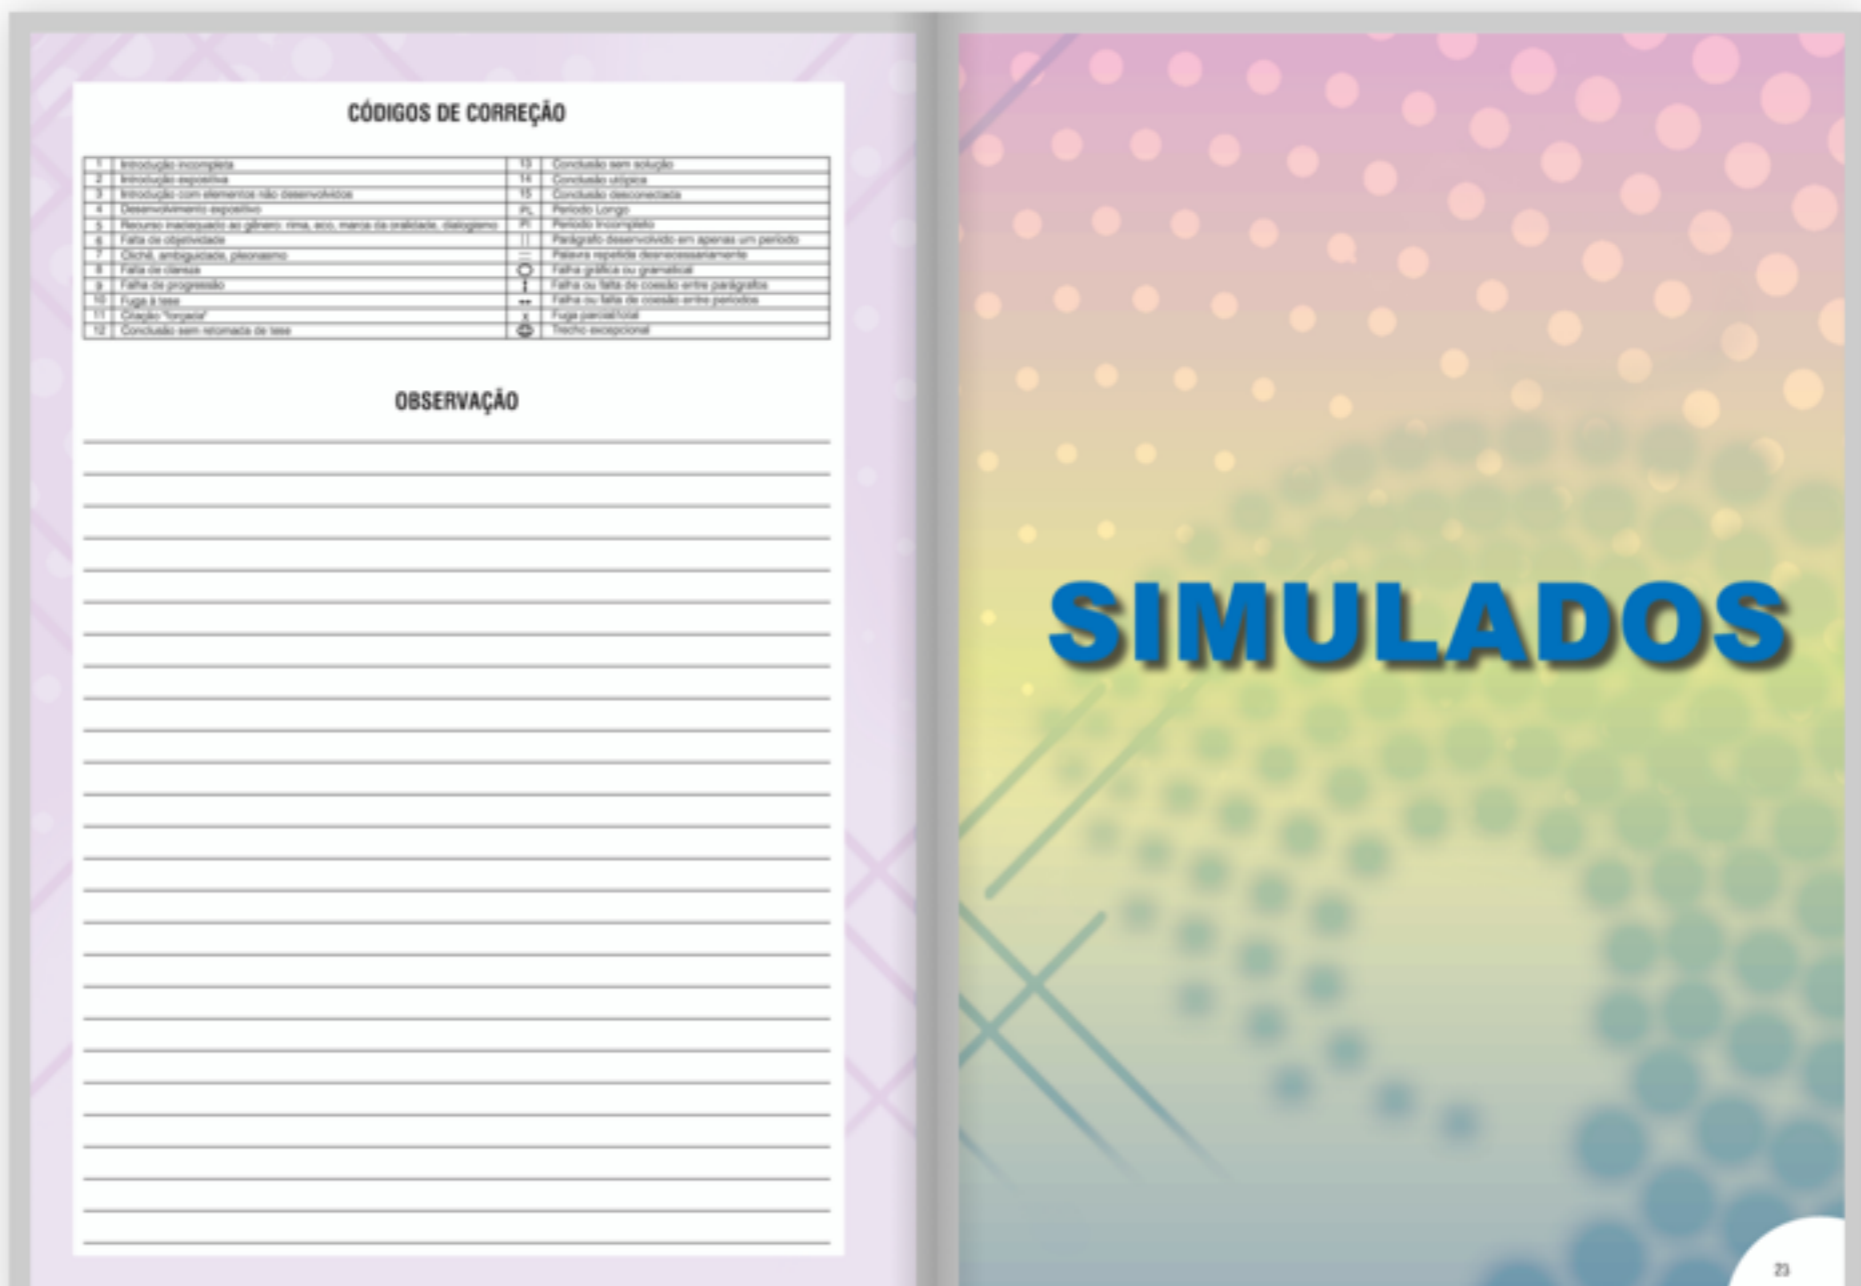 CÓDIGOS DE CORREÇÃO
1 Introdução incompleta 13 Conclusão sem solução
2 Introdução expositiva 14 Conclusão utópica
3 Introdução com elementos não desenvolvidos 15 Conclusão desconectada
4 Desenvolvimento expositivo PL Período Longo
5 Recurso inadequado ao gênero: rima, eco, marca da oralidade, dialogismo PI Período Incompleto
6 Falta de objetividade || Parágrafo desenvolvido em apenas um período
7 Clichê, ambiguidade, pleonasmo — Palavra repetida desnecessariamente
8 Falta de clareza Falha gráfica ou gramatical
9 Falha de progressão Falha ou falta de coesão entre parágrafos
10 Fuga à tese Falha ou falta de coesão entre períodos
11 Citação "forçada" x Fuga parcial/total
12 Conclusão sem retomada de tese Trecho excepcional
OBSERVAÇÃO
SIMULADOS
23